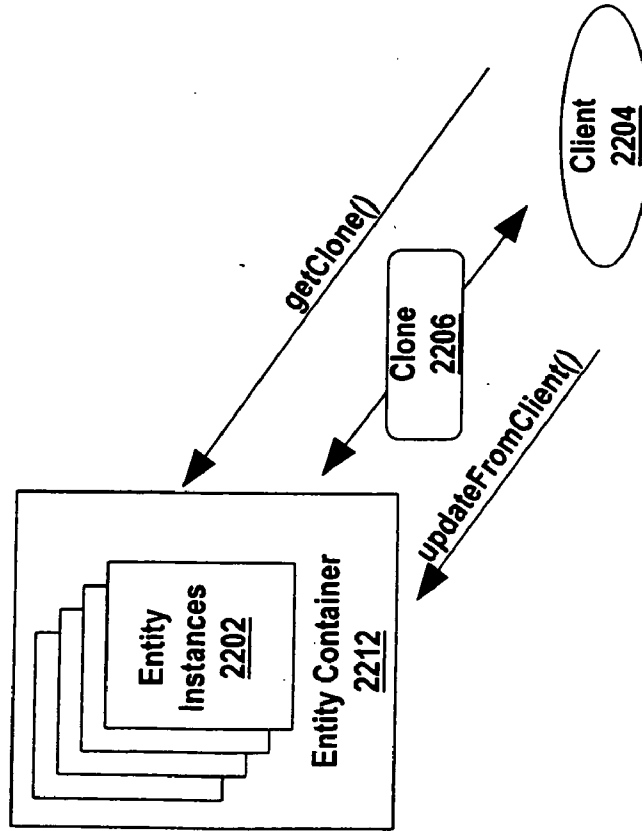 Entity
Instances
2202
Entity Container
2212
getClone()
Clone
2206
updateFromClient()
Client
2204